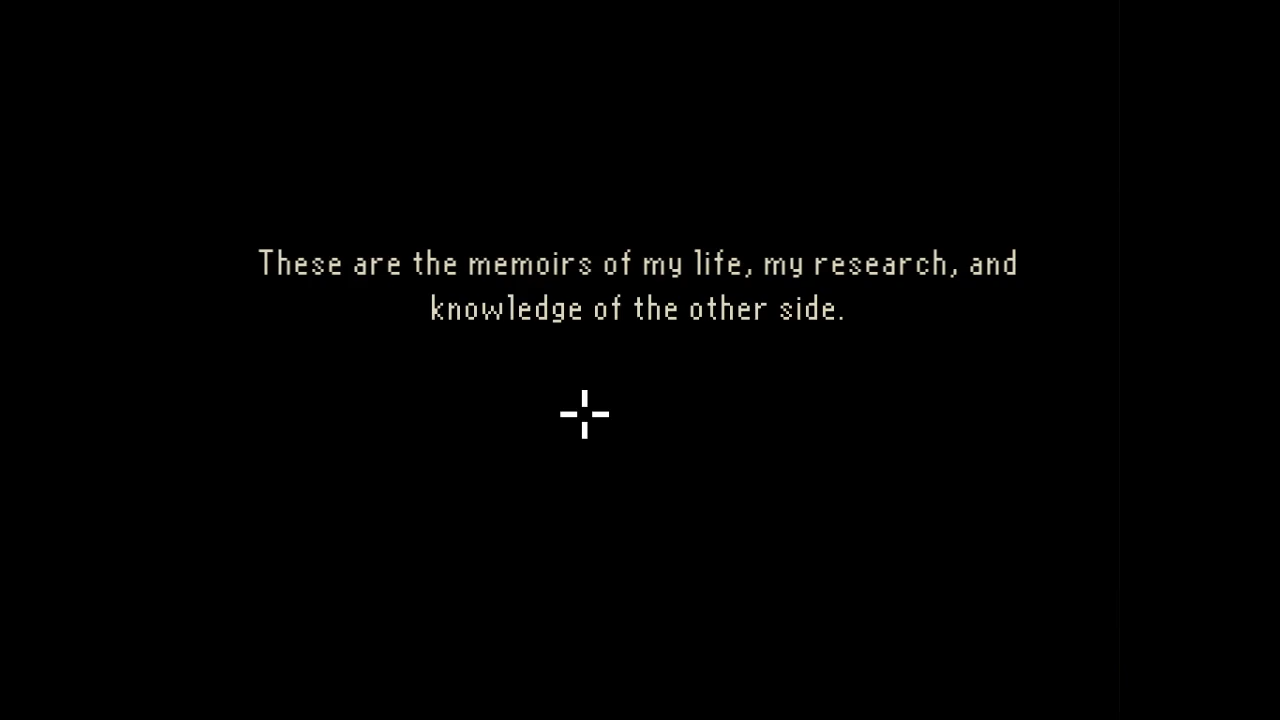 These are the memoirs of my life, my research, and
knowledge of the other side.